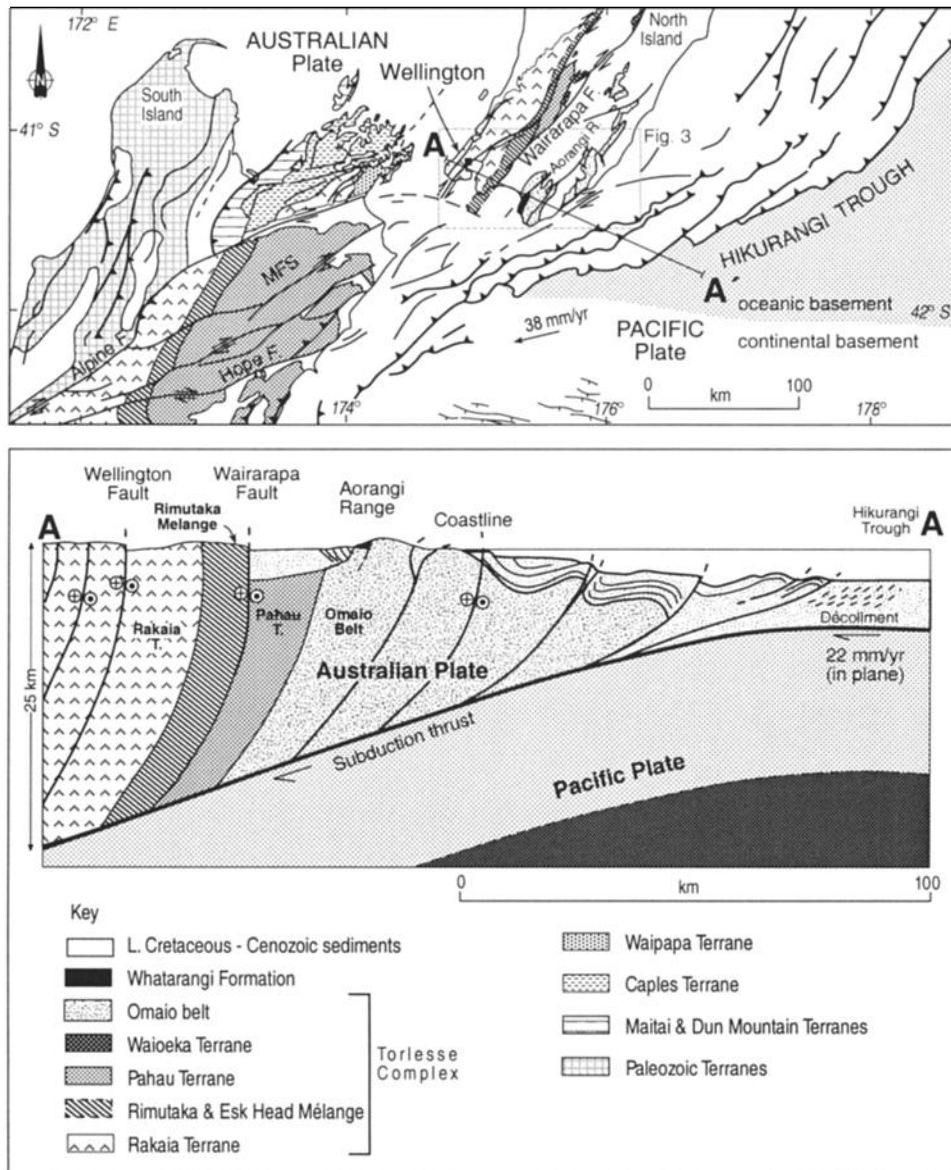 172° E
AUSTRALIAN
Plate
North
Island
Wellington
South
Island
41° S
A
Wairarapa F.
Aorangi R.
Fig. 3
HIKURANGI TROUGH
MFS
A´
oceanic basement
42° S
continental basement
PACIFIC
Plate
38 mm/yr
Alpine F.
Hope F.
0
100
km
174°
176°
178°
Wellington
Fault
Wairarapa
Fault
Rimutaka
Melange
Aorangi
Range
Coastline
Hikurangi
Trough
A
A
25 km
Rakaia
T.
Pahau
T.
Omaio
Belt
Australian Plate
Décollment
22 mm/yr
(in plane)
Subduction thrust
Pacific Plate
0
km
100
Key
L. Cretaceous - Cenozoic sediments
Whatarangi Formation
Omaio belt
Waioeka Terrane
Pahau Terrane
Rimutaka & Esk Head Mélange
Rakaia Terrane
Torlesse
Complex
Waipapa Terrane
Caples Terrane
Maitai & Dun Mountain Terranes
Paleozoic Terranes